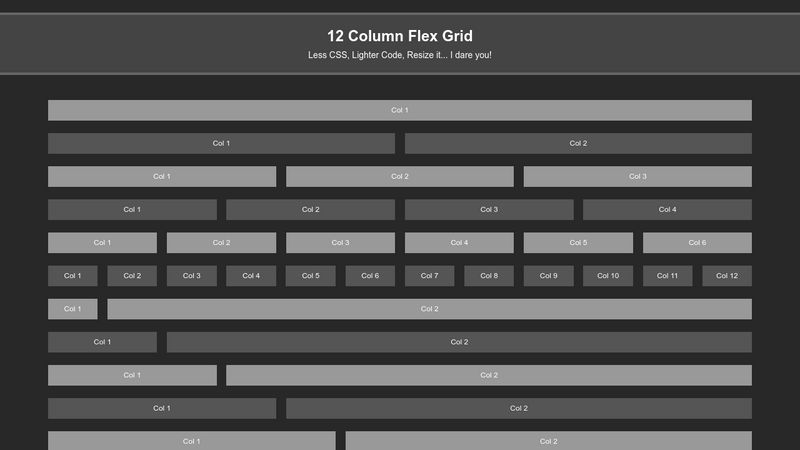 12 Column Flex Grid
Less CSS, Lighter Code, Resize it... I dare you!
Col 1
Col 1 Col 2
Col 1 Col 2 Col 3
Col 1 Col 2 Col 3 Col 4
Col 1 Col 2 Col 3 Col 4 Col 5 Col 6
Col 1 Col 2 Col 3 Col 4 Col 5 Col 6 Col 7 Col 8 Col 9 Col 10 Col 11 Col 12
Col 1 Col 2
Col 1 Col 2
Col 1 Col 2
Col 1 Col 2
Col 1 Col 2